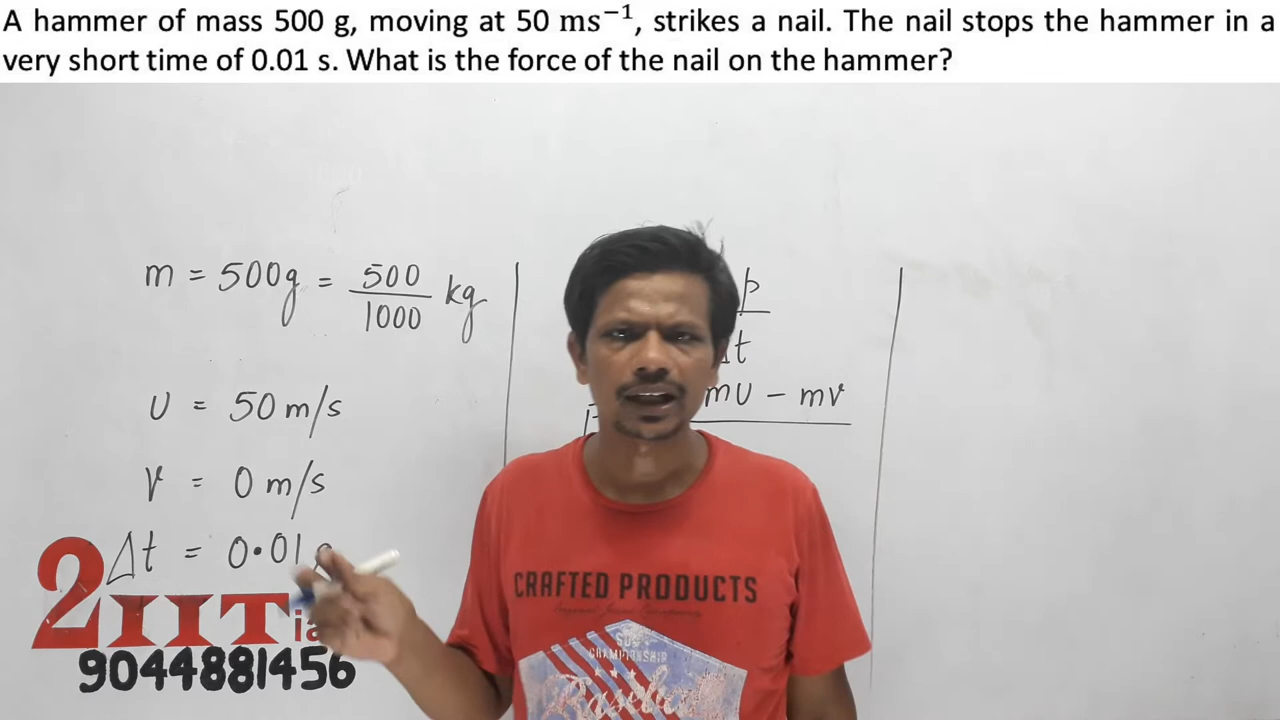 A hammer of mass 500 g, moving at 50 ms⁻¹, strikes a nail. The nail stops the hammer in a
very short time of 0.01 s. What is the force of the nail on the hammer?
m = 500g = 500/1000 kg
U = 50 m/s
V = 0 m/s
Δt = 0.01
p
t
mU - mV
2IIT
9044881456
CRAFTED PRODUCTS
CHAMPIONSHIP